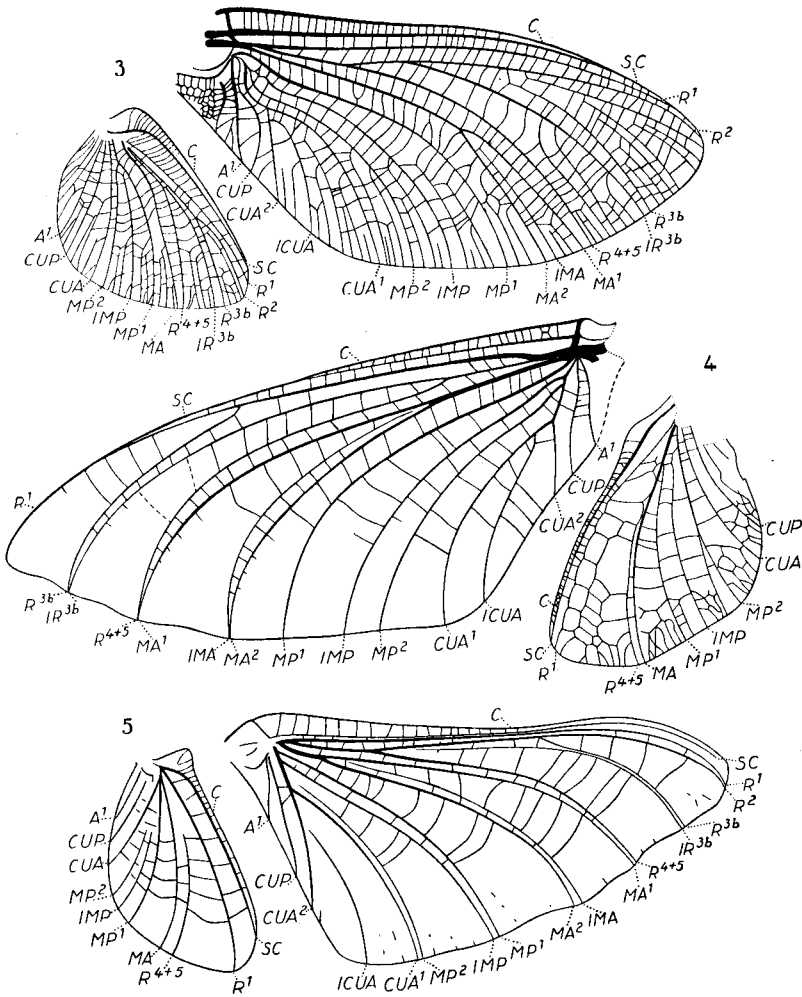 3
C
SC
R¹
R²
R³ᵇ
IR³ᵇ
R⁴⁺⁵
MA¹
IMA
MA²
MP¹
IMP
MP²
CUA¹
ICUA
CUA²
CUP
A¹
C
SC
R¹
R²
R³ᵇ
IR³ᵇ
R⁴⁺⁵
MA
MP¹
IMP
MP²
CUA
CUP
A¹
4
C
SC
R¹
R³ᵇ
IR³ᵇ
R⁴⁺⁵
MA¹
IMA
MA²
MP¹
IMP
MP²
CUA¹
ICUA
CUA²
CUP
A¹
C
SC
R¹
R⁴⁺⁵
MA
MP¹
IMP
MP²
CUA
CUP
5
A¹
CUP
CUA
MP²
IMP
MP¹
MA
R⁴⁺⁵
R¹
SC
C
C
SC
R¹
R²
R³ᵇ
IR³ᵇ
R⁴⁺⁵
MA¹
IMA
MA²
MP¹
IMP
MP²
CUA¹
ICUA
CUA²
CUP
A¹